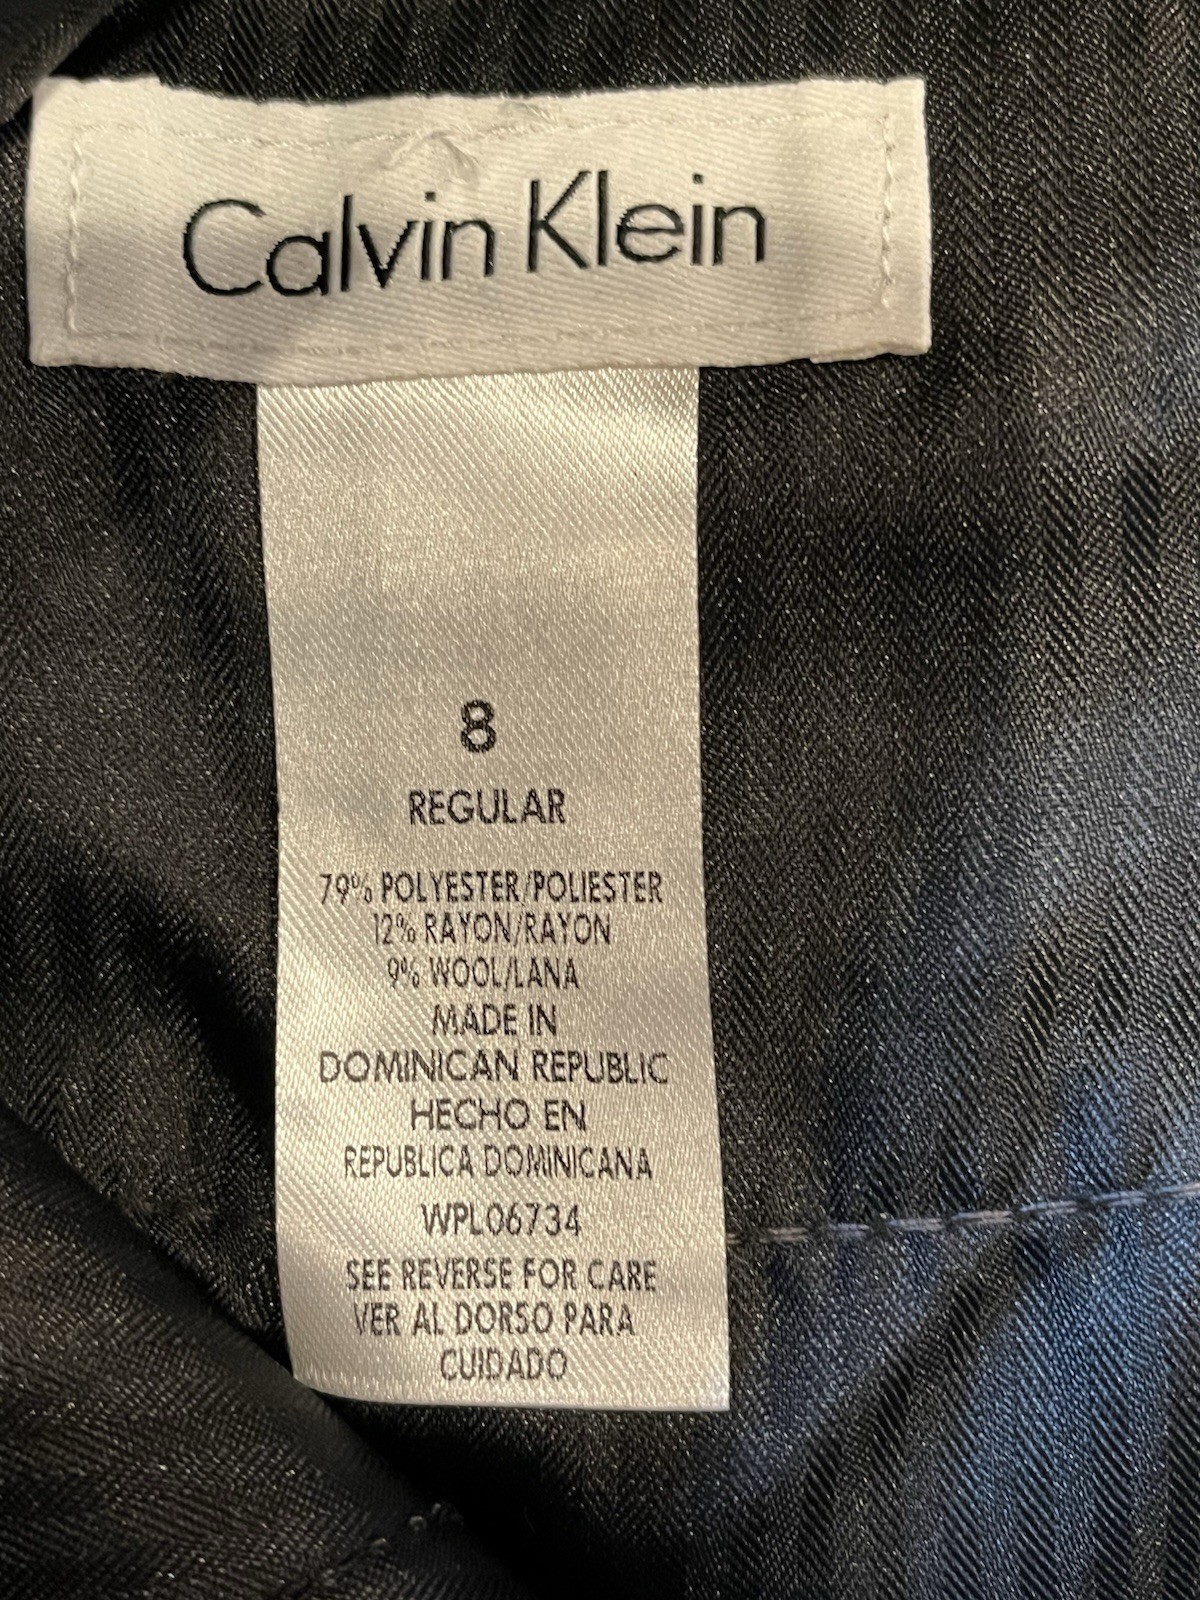 Calvin Klein
8
REGULAR
79% POLYESTER/POLIESTER
12% RAYON/RAYON
9% WOOL/LANA
MADE IN
DOMINICAN REPUBLIC
HECHO EN
REPUBLICA DOMINICANA
WPL06734
SEE REVERSE FOR CARE
VER AL DORSO PARA
CUIDADO